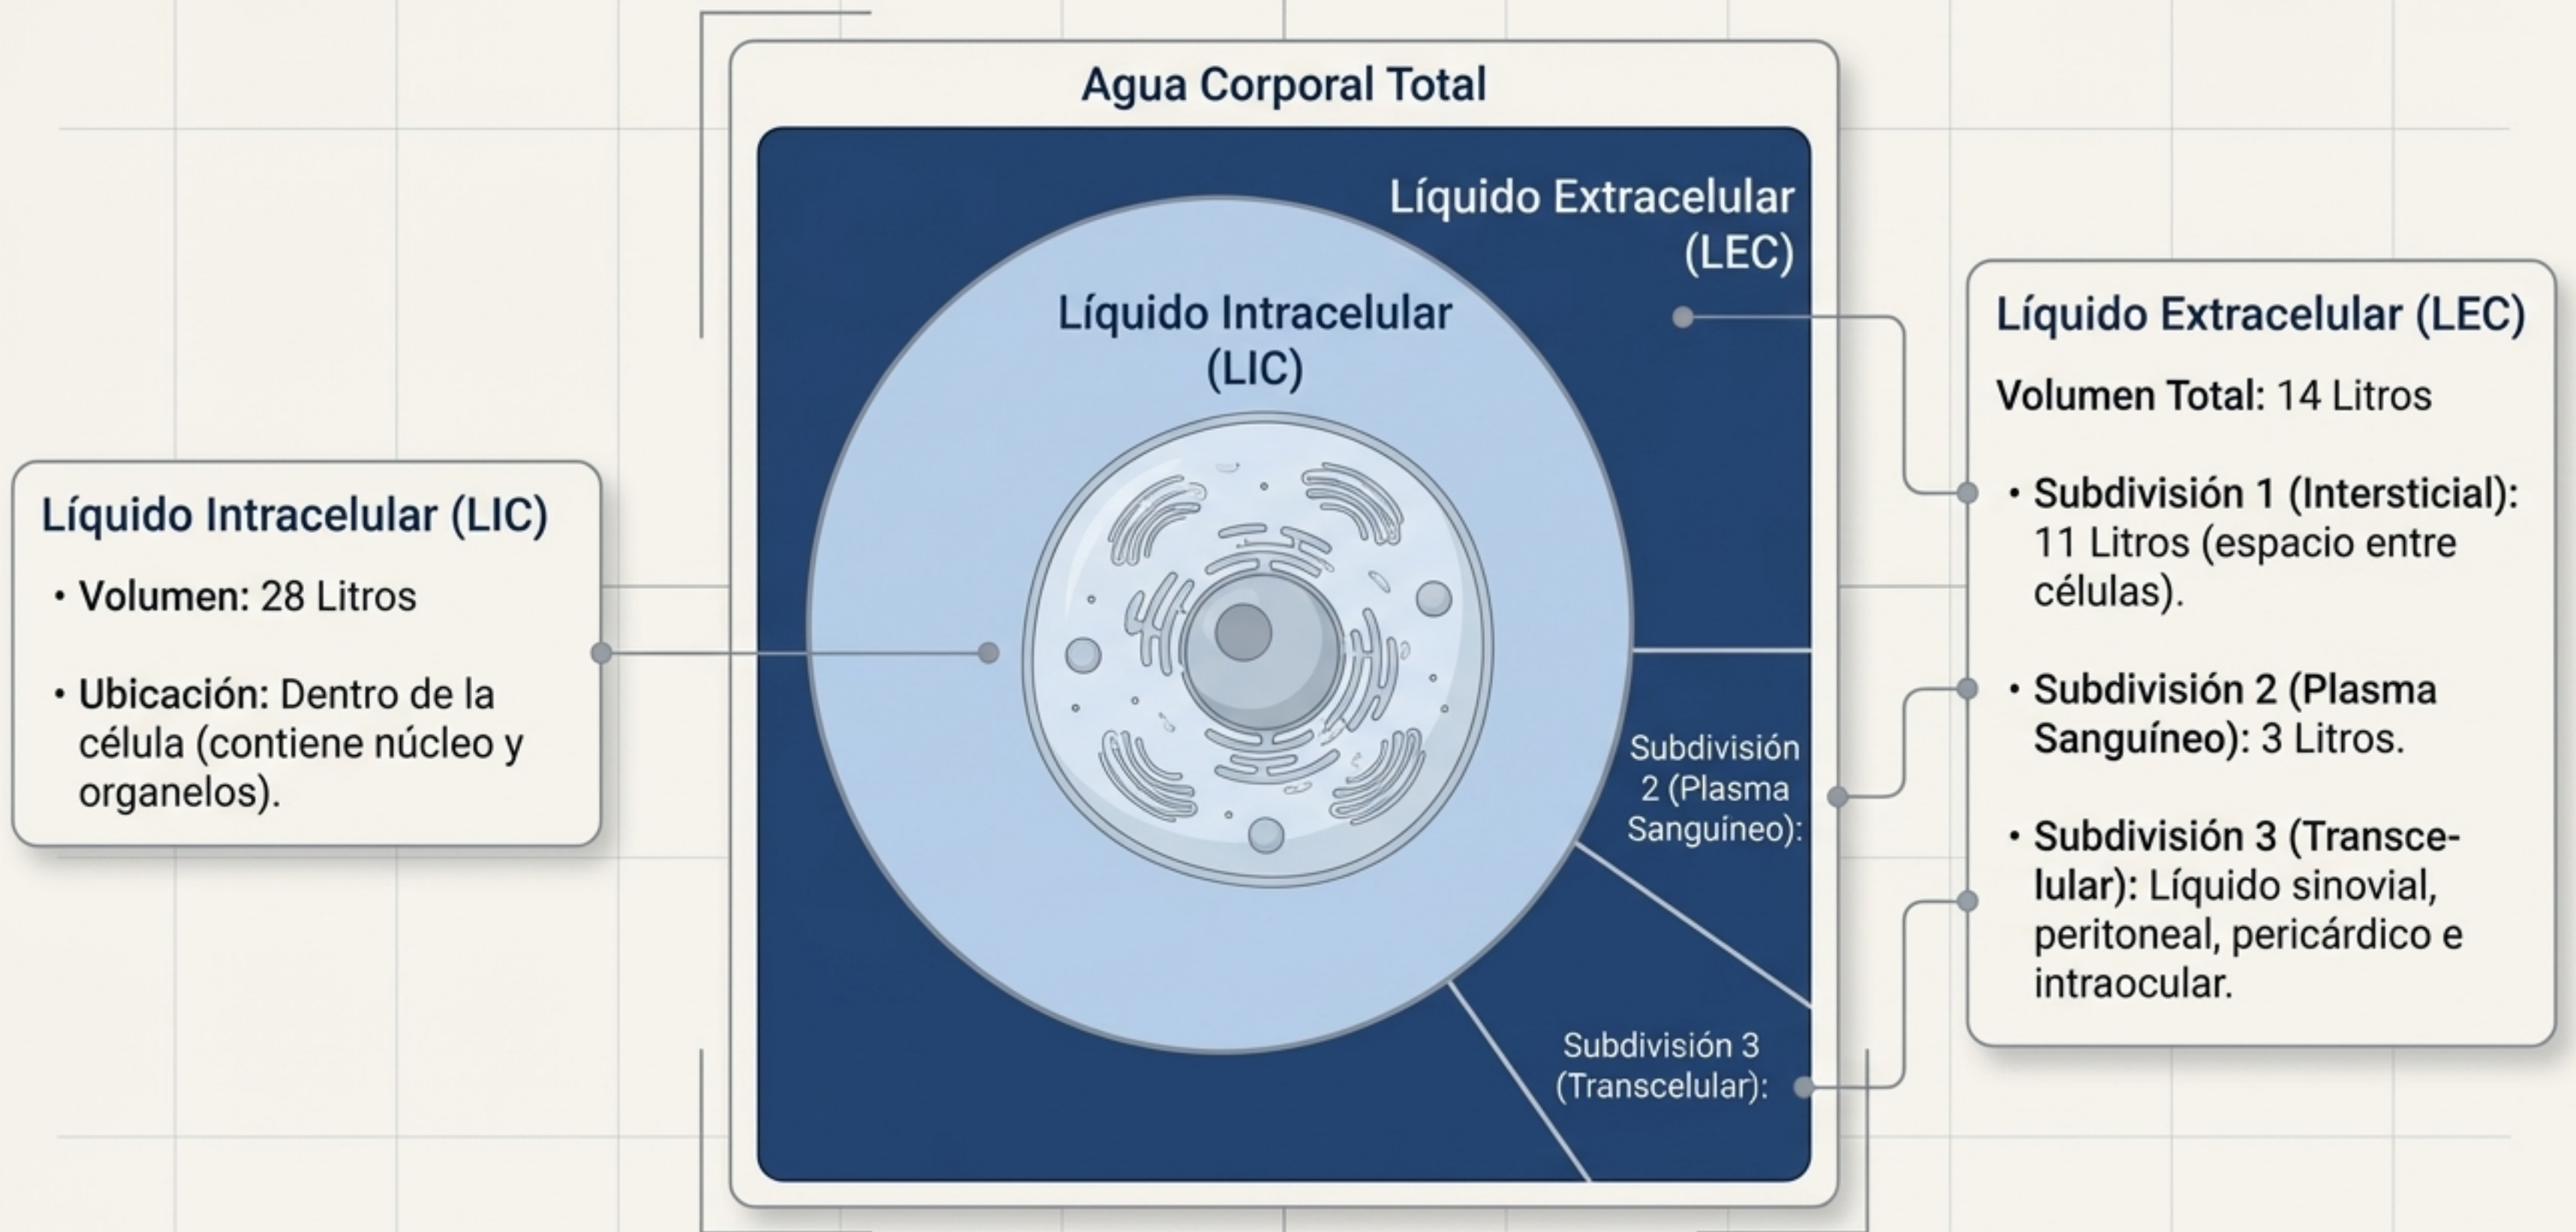 Agua Corporal Total
Líquido Extracelular
(LEC)
Líquido Intracelular
(LIC)
Subdivisión
2 (Plasma
Sanguíneo):
Subdivisión 3
(Transcelular):
Líquido Intracelular (LIC)
• Volumen: 28 Litros
• Ubicación: Dentro de la
célula (contiene núcleo y
organelos).
Líquido Extracelular (LEC)
Volumen Total: 14 Litros
• Subdivisión 1 (Intersticial):
11 Litros (espacio entre
células).
• Subdivisión 2 (Plasma
Sanguíneo): 3 Litros.
• Subdivisión 3 (Transce-
lular): Líquido sinovial,
peritoneal, pericárdico e
intraocular.